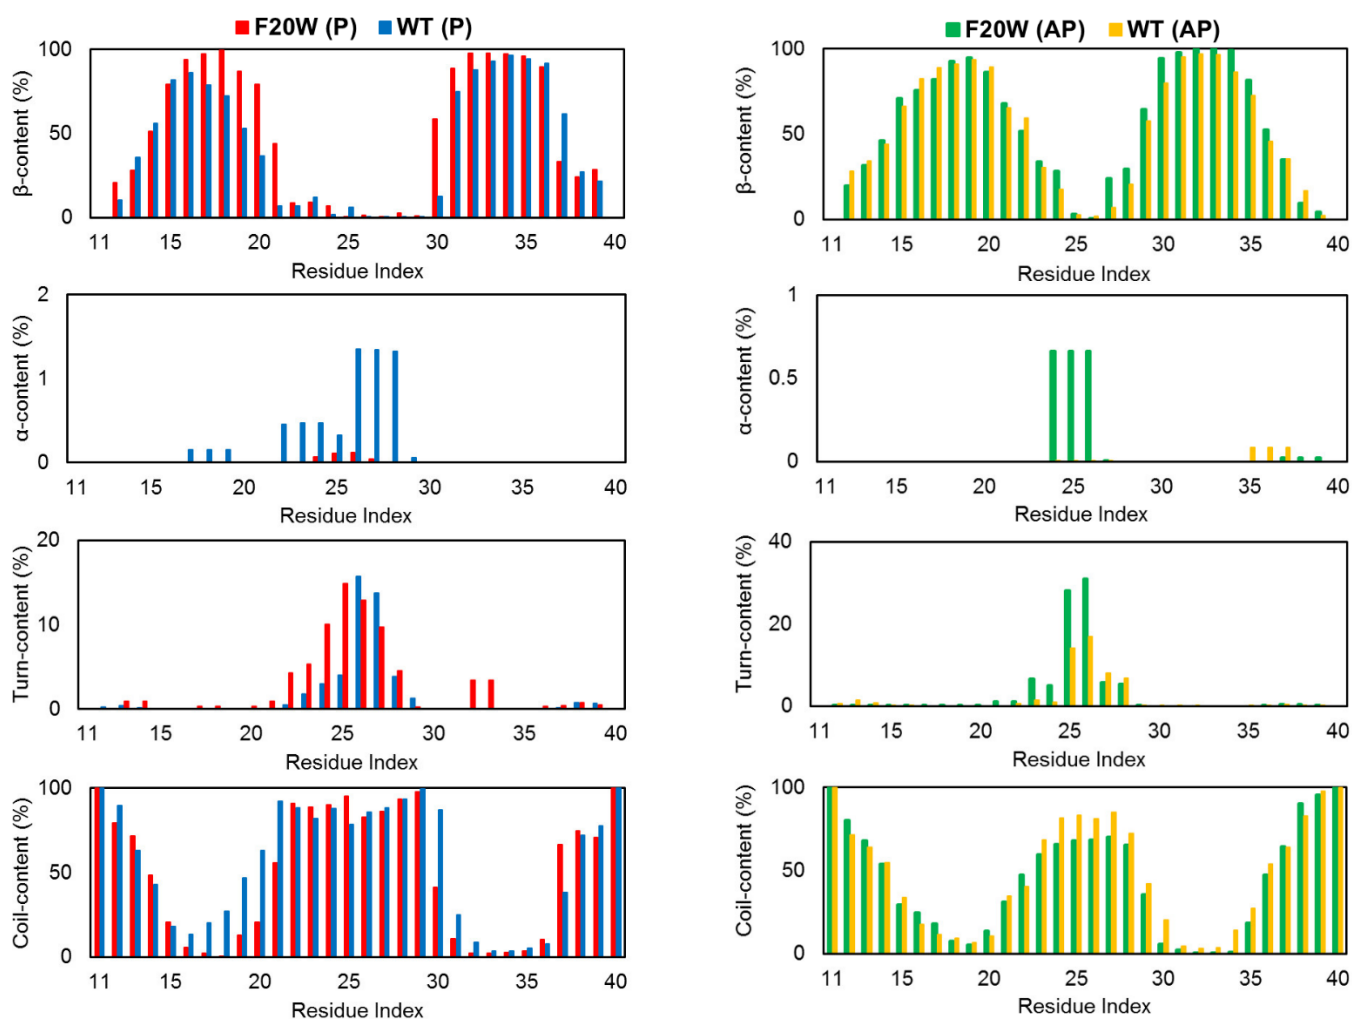 F20W (P) WT (P)
F20W (AP) WT (AP)
β-content (%)
100
50
0
11 15 20 25 30 35 40
Residue Index
β-content (%)
100
50
0
11 15 20 25 30 35 40
Residue Index
α-content (%)
2
1
0
11 15 20 25 30 35 40
Residue Index
α-content (%)
1
0.5
0
11 15 20 25 30 35 40
Residue Index
Turn-content (%)
20
10
0
11 15 20 25 30 35 40
Residue Index
Turn-content (%)
40
20
0
11 15 20 25 30 35 40
Residue Index
Coil-content (%)
100
50
0
11 15 20 25 30 35 40
Residue Index
Coil-content (%)
100
50
0
11 15 20 25 30 35 40
Residue Index